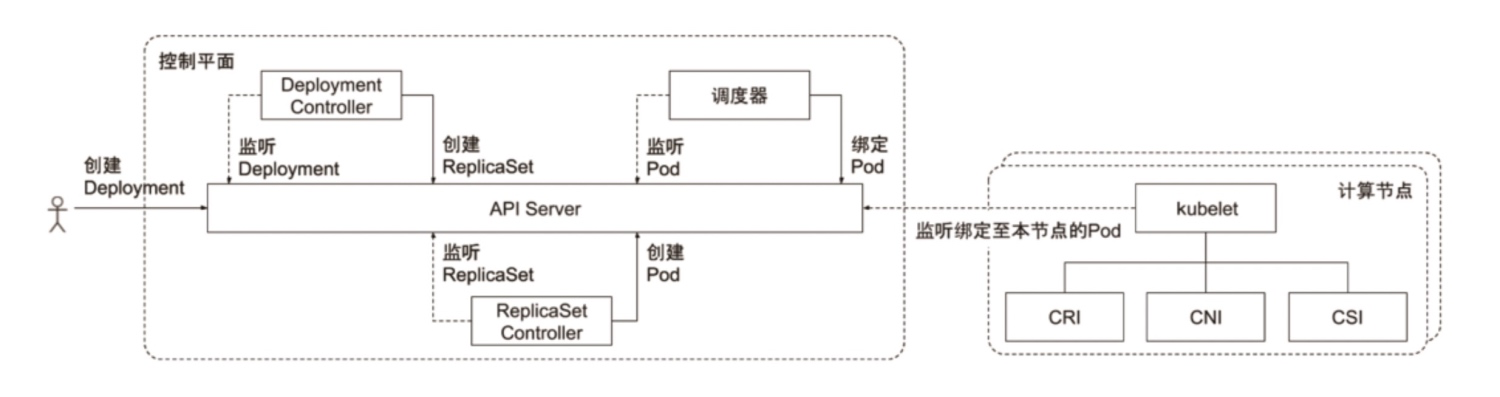 控制平面
Deployment
Controller
调度器
监听
Deployment
创建
ReplicaSet
监听
Pod
绑定
Pod
创建
Deployment
API Server
监听
ReplicaSet
创建
Pod
ReplicaSet
Controller
计算节点
kubelet
监听绑定至本节点的Pod
CRI
CNI
CSI